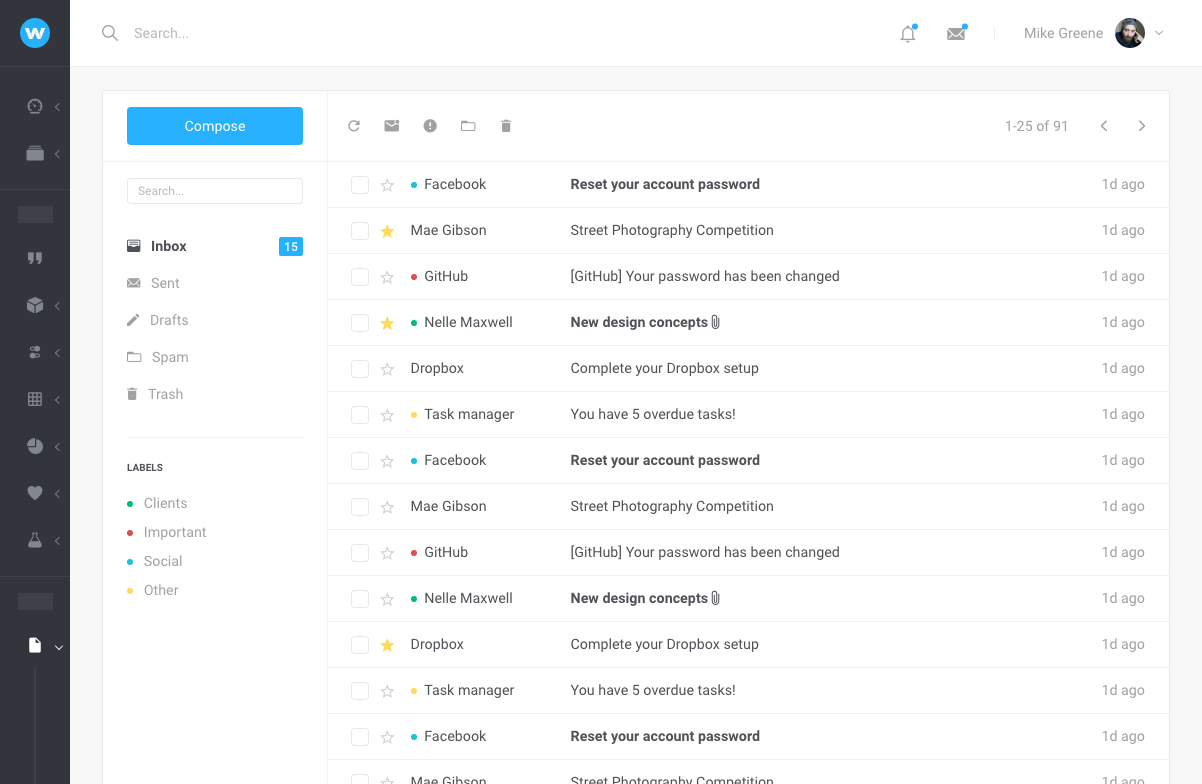 W
Search...
Mike Greene
Compose
1-25 of 91
Search...
Inbox 15
Sent
Drafts
Spam
Trash
LABELS
Clients
Important
Social
Other
Facebook Reset your account password 1d ago
Mae Gibson Street Photography Competition 1d ago
GitHub [GitHub] Your password has been changed 1d ago
Nelle Maxwell New design concepts 1d ago
Dropbox Complete your Dropbox setup 1d ago
Task manager You have 5 overdue tasks! 1d ago
Facebook Reset your account password 1d ago
Mae Gibson Street Photography Competition 1d ago
GitHub [GitHub] Your password has been changed 1d ago
Nelle Maxwell New design concepts 1d ago
Dropbox Complete your Dropbox setup 1d ago
Task manager You have 5 overdue tasks! 1d ago
Facebook Reset your account password 1d ago
Mae Gibson Street Photography Competition 1d ago